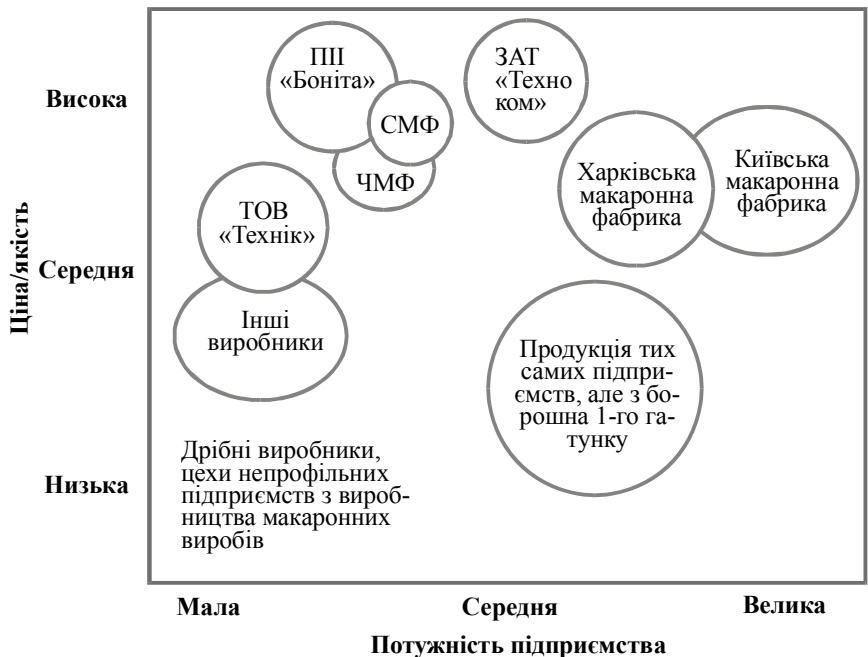 Ціна/якість
Висока
Середня
Низька
ПІІ
«Боніта»
СМФ
ЧМФ
ЗАТ
«Техно
ком»
Харківська
макаронна
фабрика
Київська
макаронна
фабрика
ТОВ
«Технік»
Інші
виробники
Продукція тих
самих підпри-
ємств, але з бо-
рошна 1-го га-
тунку
Дрібні виробники,
цехи непрофільних
підприємств з вироб-
ництва макаронних
виробів
Мала
Середня
Велика
Потужність підприємства